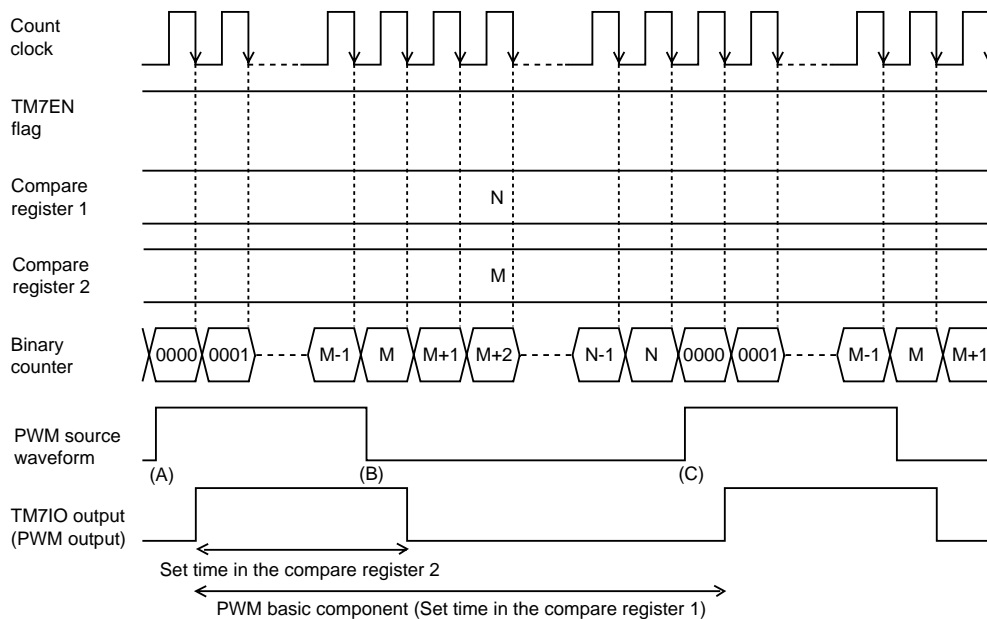 Count
clock
TM7EN
flag
Compare
register 1
N
Compare
register 2
M
Binary
counter
0000 0001 M-1 M M+1 M+2 N-1 N 0000 0001 M-1 M M+1
PWM source
waveform
(A) (B) (C)
TM7IO output
(PWM output)
Set time in the compare register 2
PWM basic component (Set time in the compare register 1)